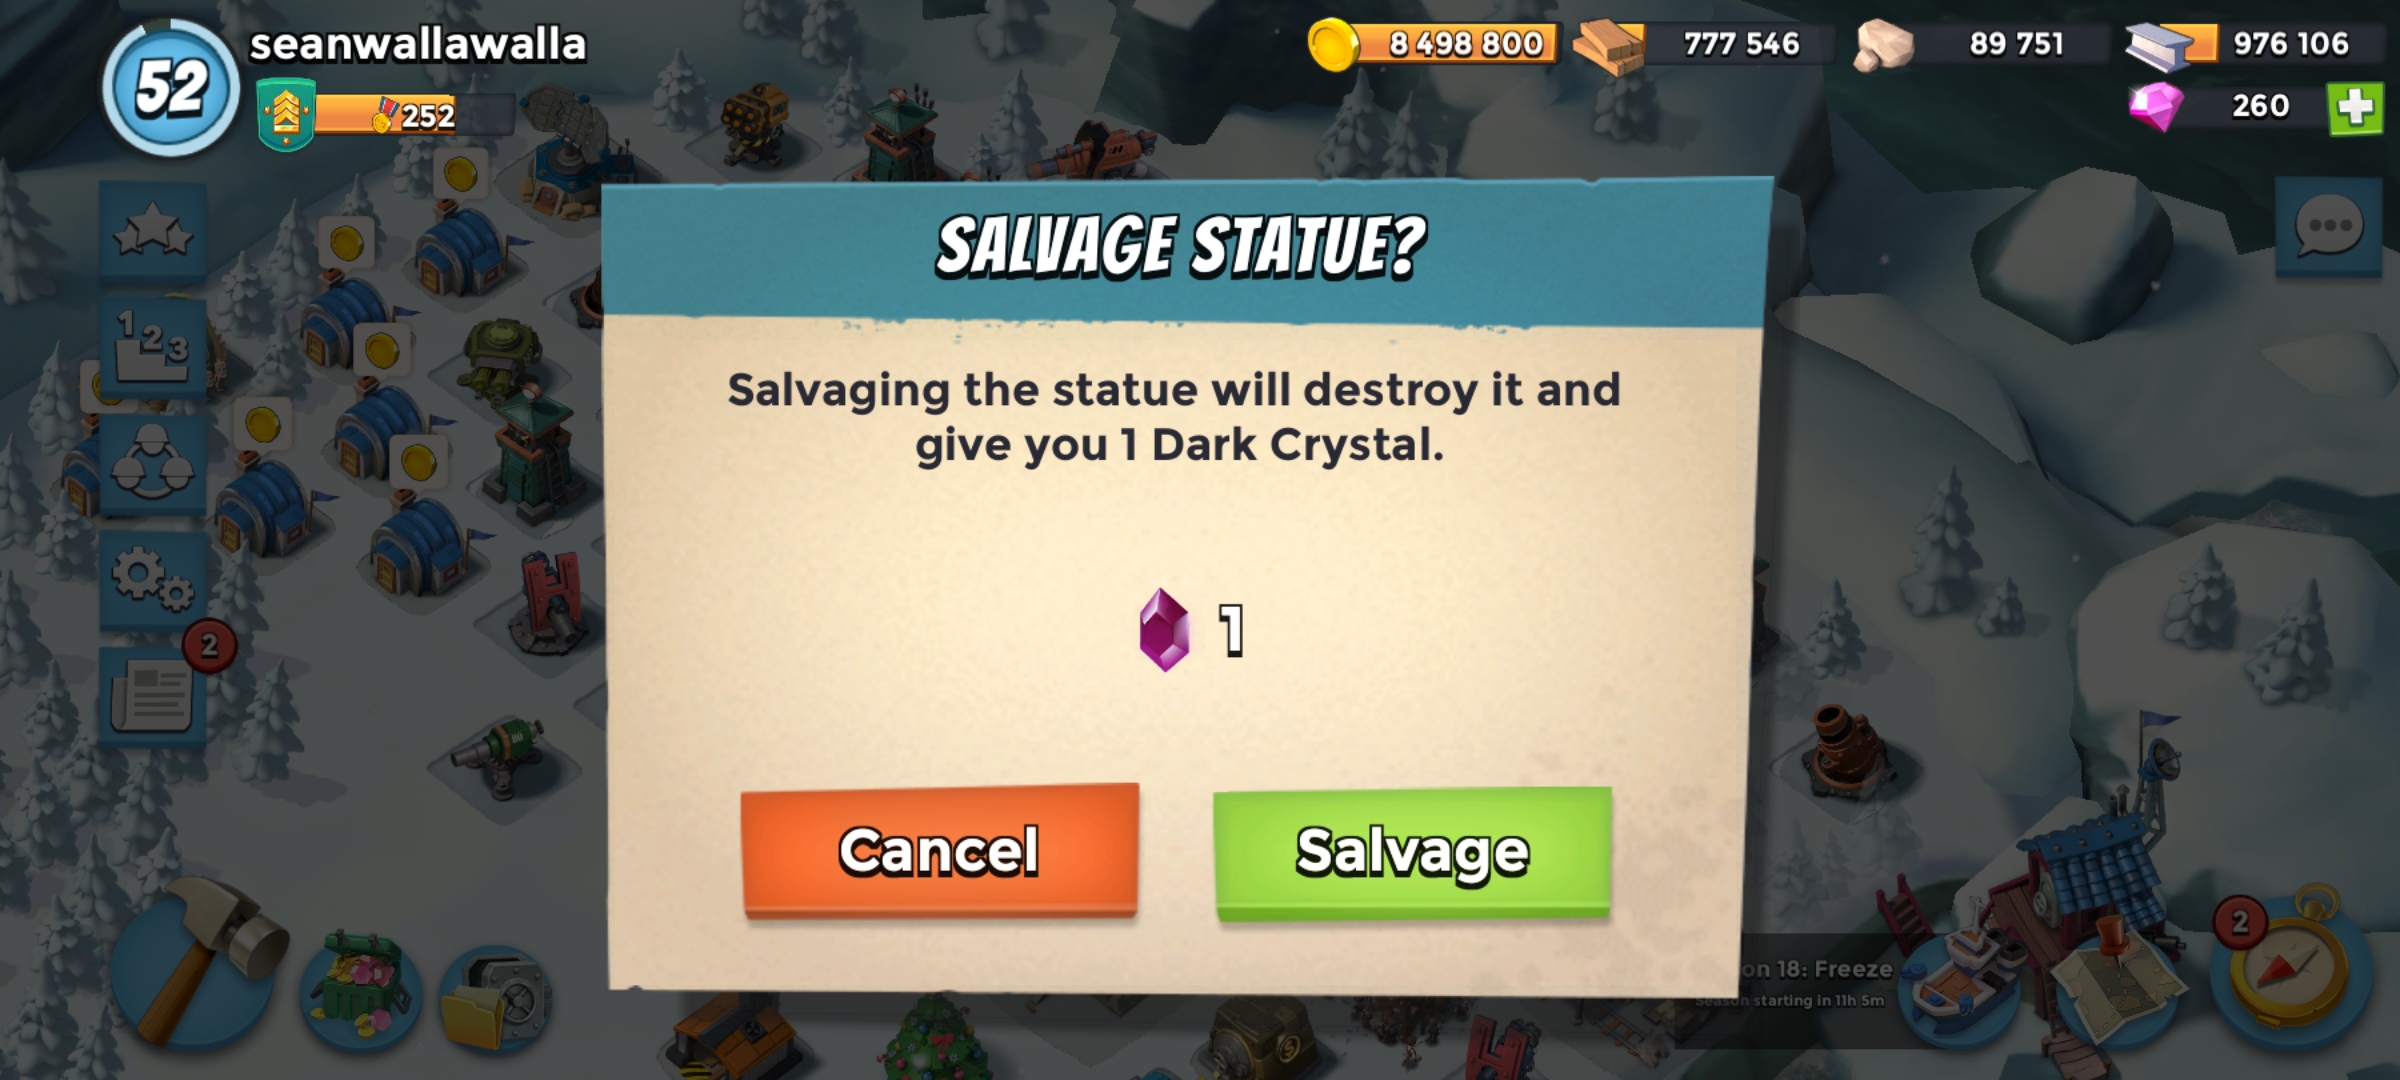 52
seanwallawalla
252
8 498 800
777 546
89 751
976 106
260
1 2 3
2
SALVAGE STATUE?
Salvaging the statue will destroy it and
give you 1 Dark Crystal.
1
Cancel
Salvage
on 18: Freeze
Season starting in 11h 5m
2